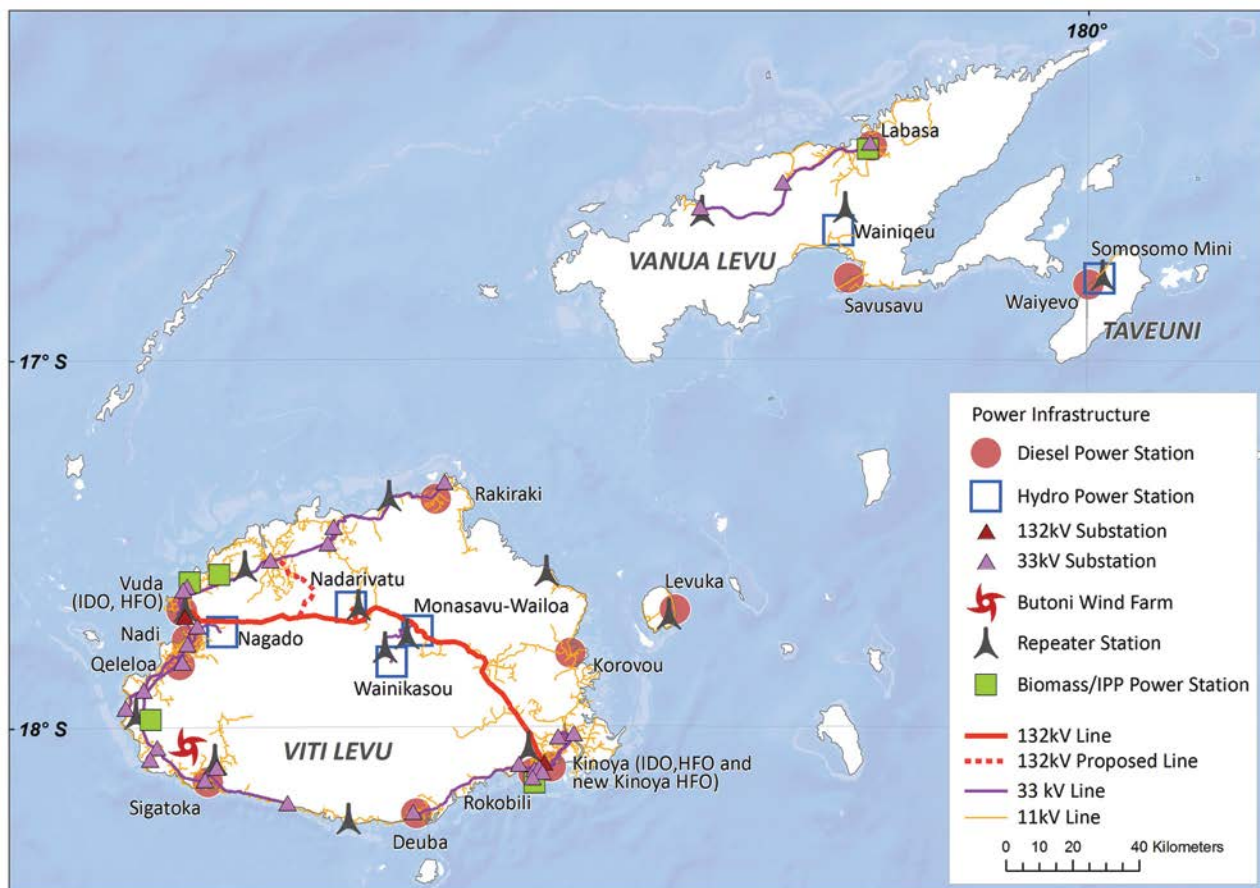 180°
Labasa
Wainiqeu
VANUA LEVU
Somosomo Mini
Savusavu
Waiyevo
TAVEUNI
17° S
Rakiraki
Vuda
(IDO, HFO)
Nadarivatu
Monasavu-Wailoa
Levuka
Nadi
Nagado
Qeleloa
Korovou
Wainikasou
18° S
VITI LEVU
Kinoya (IDO,HFO and
new Kinoya HFO)
Sigatoka
Rokobili
Deuba
Power Infrastructure
Diesel Power Station
Hydro Power Station
132kV Substation
33kV Substation
Butoni Wind Farm
Repeater Station
Biomass/IPP Power Station
132kV Line
132kV Proposed Line
33 kV Line
11kV Line
0 10 20 40 Kilometers